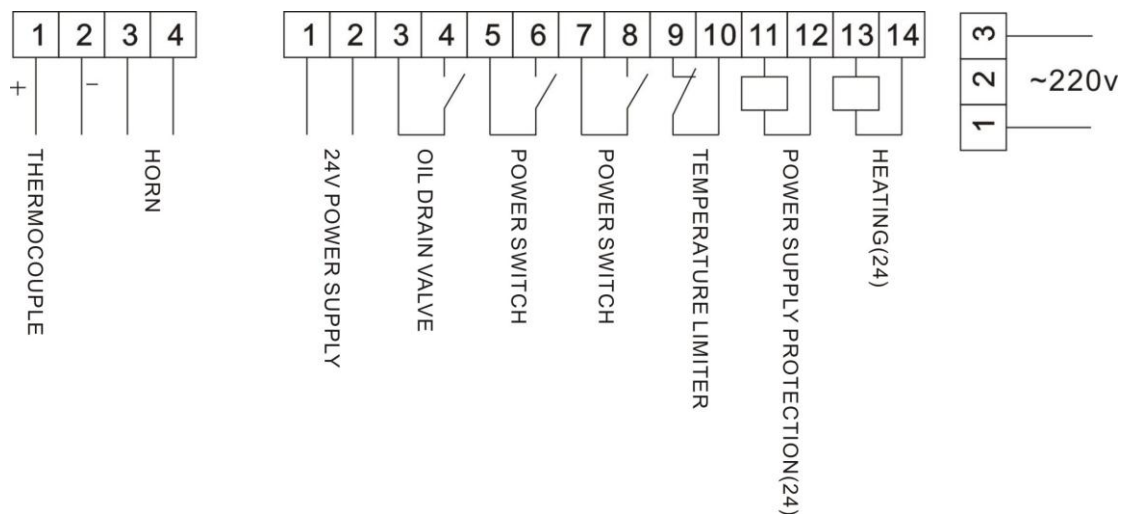 1 2 3 4
+ −
THERMOCOUPLE
HORN
1 2 3 4 5 6 7 8 9 10 11 12 13 14
24V POWER SUPPLY
OIL DRAIN VALVE
POWER SWITCH
POWER SWITCH
TEMPERATURE LIMITER
POWER SUPPLY PROTECTION(24)
HEATING(24)
3
2
1
~220v